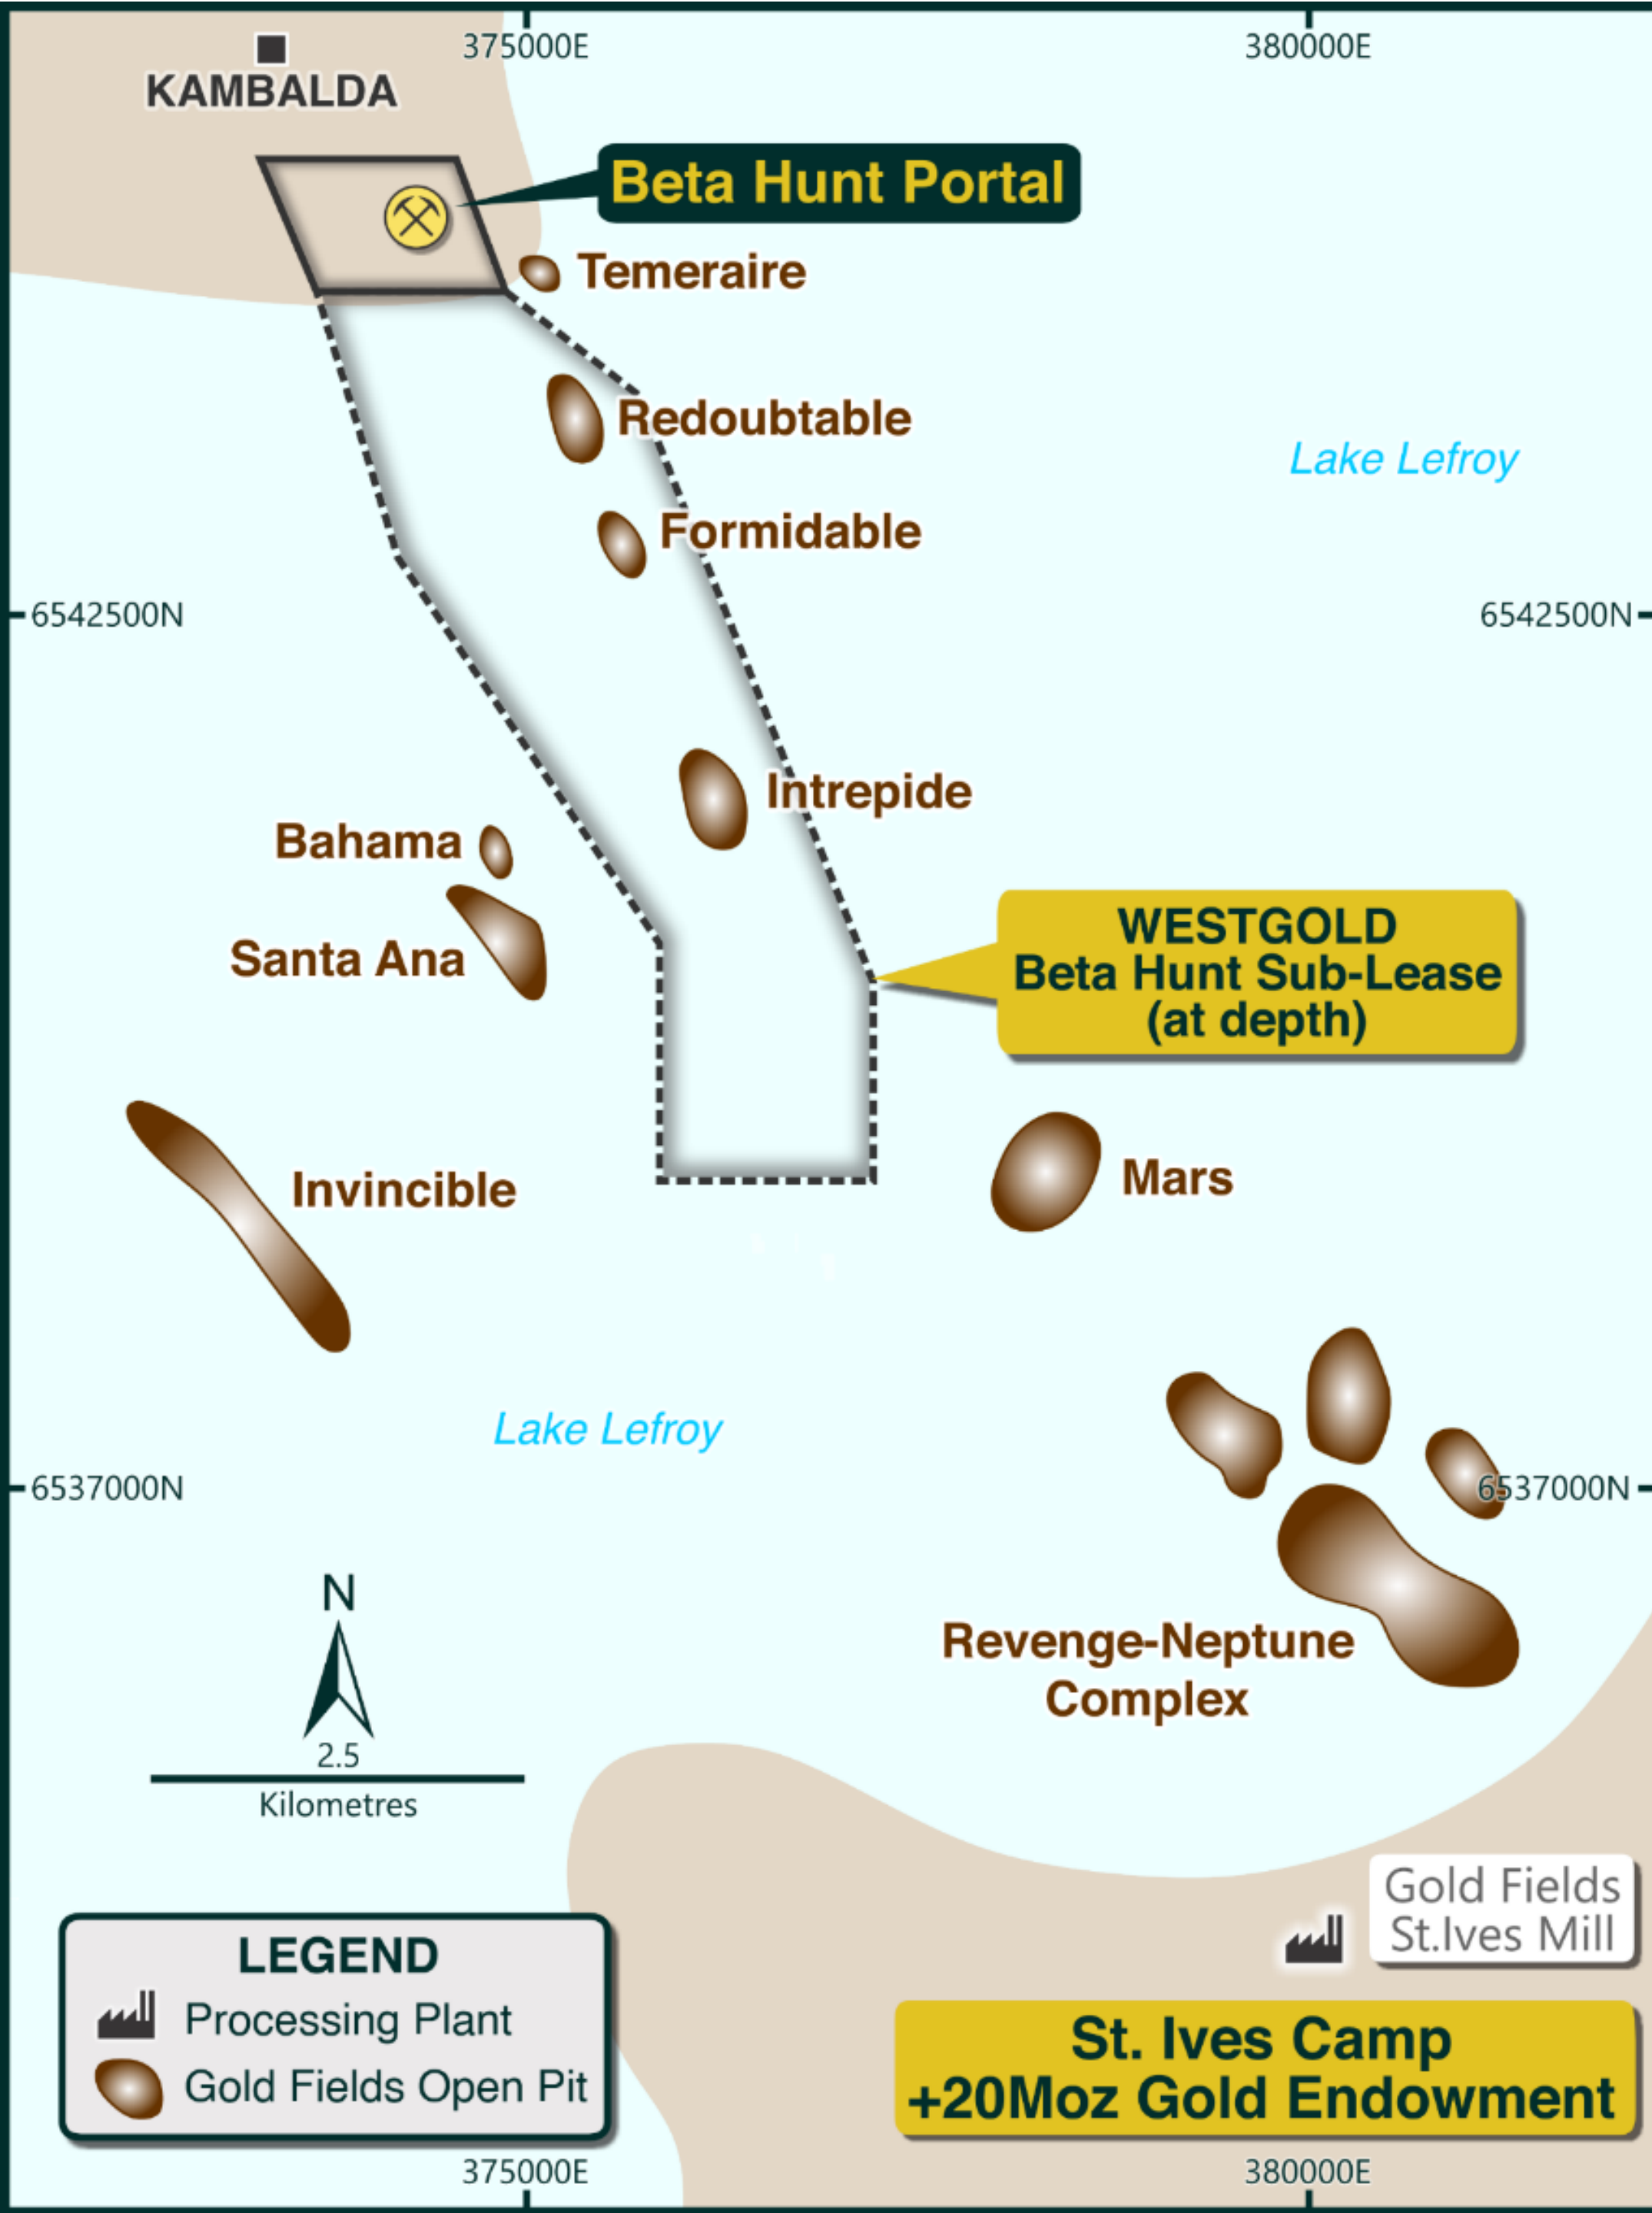 375000E
380000E
KAMBALDA
Beta Hunt Portal
Temeraire
Redoubtable
Lake Lefroy
Formidable
6542500N
6542500N
Intrepide
Bahama
Santa Ana
WESTGOLD
Beta Hunt Sub-Lease
(at depth)
Invincible
Mars
Lake Lefroy
6537000N
6537000N
N
2.5
Kilometres
Revenge-Neptune
Complex
Gold Fields
St.Ives Mill
LEGEND
Processing Plant
Gold Fields Open Pit
St. Ives Camp
+20Moz Gold Endowment
375000E
380000E